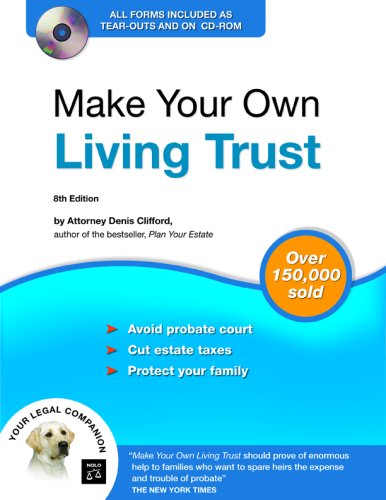 ALL FORMS INCLUDED AS
TEAR-OUTS AND ON CD-ROM
Make Your Own
Living Trust
8th Edition
by Attorney Denis Clifford,
author of the bestseller, Plan Your Estate
Over
150,000
sold
Avoid probate court
Cut estate taxes
Protect your family
YOUR LEGAL COMPANION
NOLO
"Make Your Own Living Trust should prove of enormous
help to families who want to spare heirs the expense
and trouble of probate"
THE NEW YORK TIMES